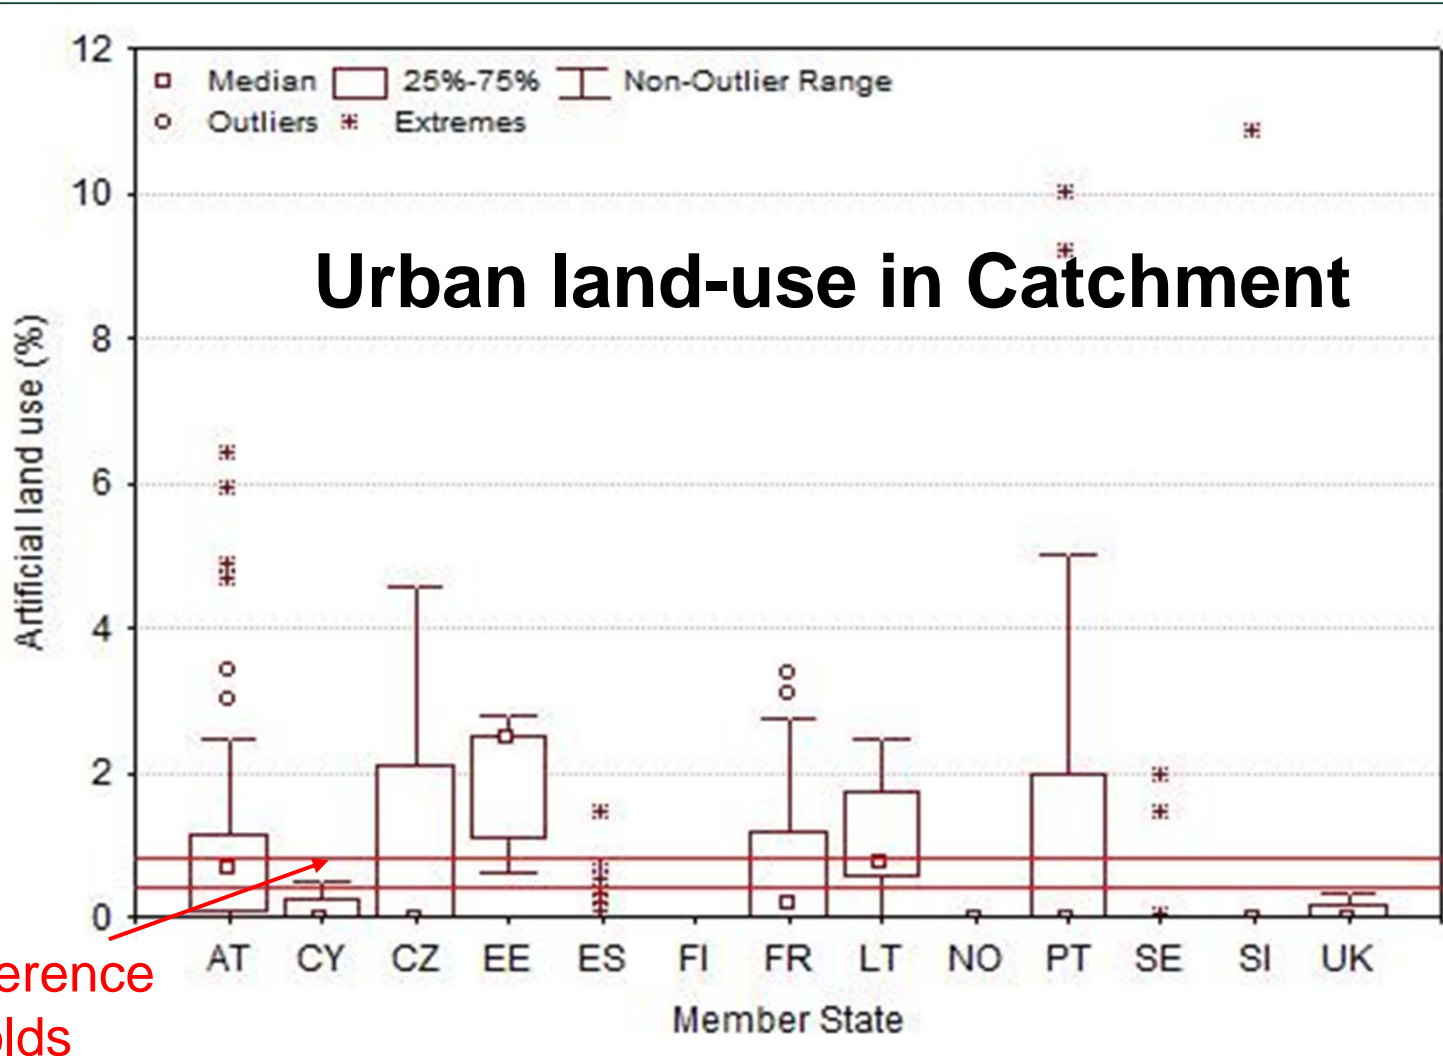 12
Median 25%-75% Non-Outlier Range
Outliers Extremes
10
Urban land-use in Catchment
8
6
4
2
0
Artificial land use (%)
AT CY CZ EE ES FI FR LT NO PT SE SI UK
Member State
erence
olds